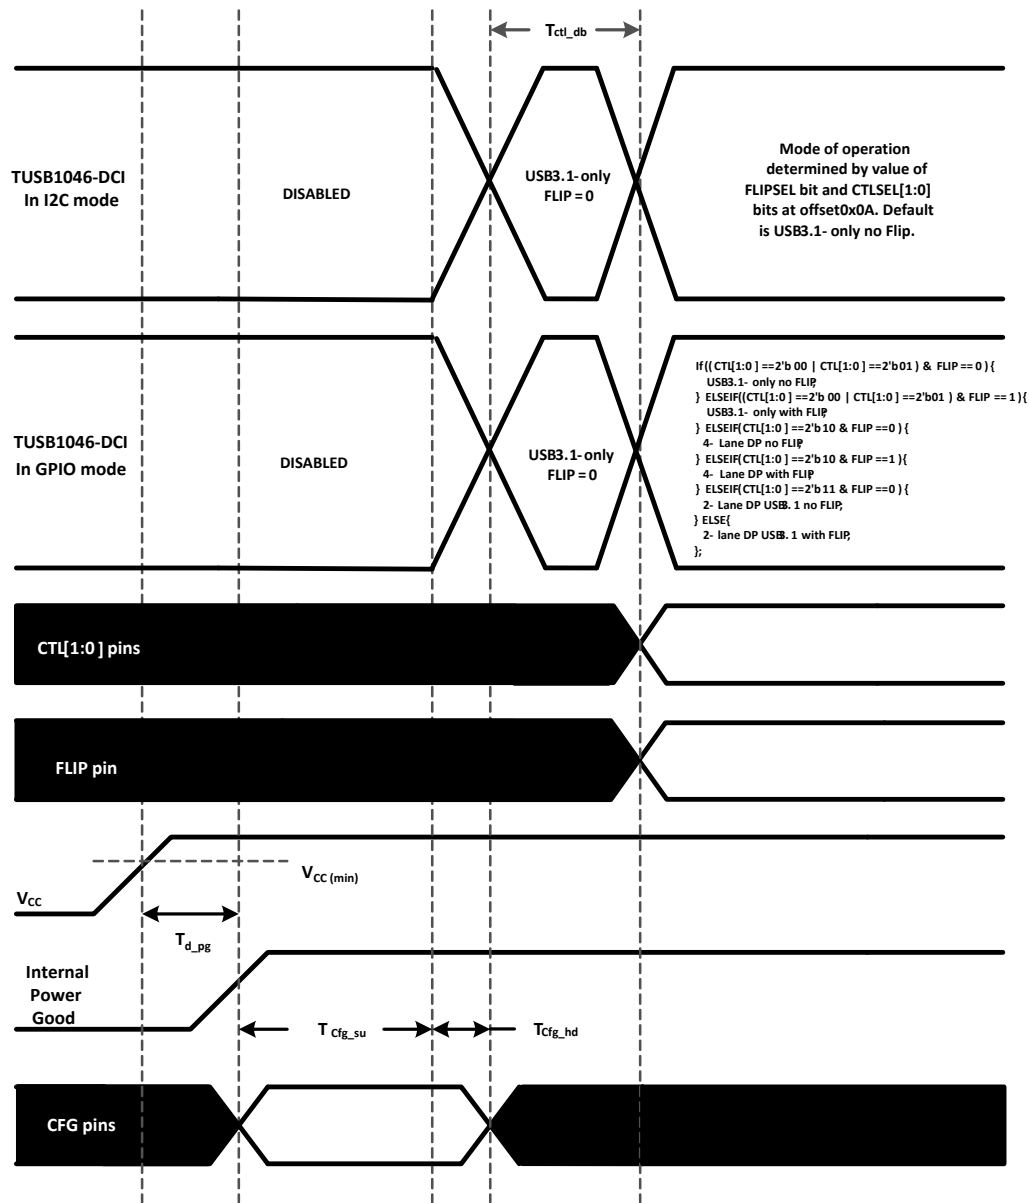 Tctl_db
TUSB1046-DCI
In I2C mode
DISABLED
USB3.1- only
FLIP = 0
Mode of operation
determined by value of
FLIPSEL bit and CTLSEL[1:0]
bits at offset0x0A. Default
is USB3.1- only no Flip.
TUSB1046-DCI
In GPIO mode
DISABLED
USB3.1- only
FLIP = 0
If(( CTL[1:0 ] ==2'b 00 | CTL[1:0 ] ==2'b01 ) & FLIP == 0 ) {
USB3.1- only no FLIP;
} ELSEIF((CTL[1:0 ] ==2'b 00 | CTL[1:0 ] ==2'b01 ) & FLIP == 1 ) {
USB3.1- only with FLIP;
} ELSEIF(CTL[1:0 ] ==2'b 10 & FLIP ==0 ) {
4- Lane DP no FLIP;
} ELSEIF(CTL[1:0 ] ==2'b 10 & FLIP ==1 ){
4- Lane DP with FLIP;
} ELSEIF(CTL[1:0 ] ==2'b 11 & FLIP ==0 ) {
2- Lane DP USB3. 1 no FLIP;
} ELSE{
2- lane DP USB3. 1 with FLIP;
};
CTL[1:0 ] pins
FLIP pin
VCC (min)
VCC
Td_pg
Internal
Power
Good
T Cfg_su
TCfg_hd
CFG pins